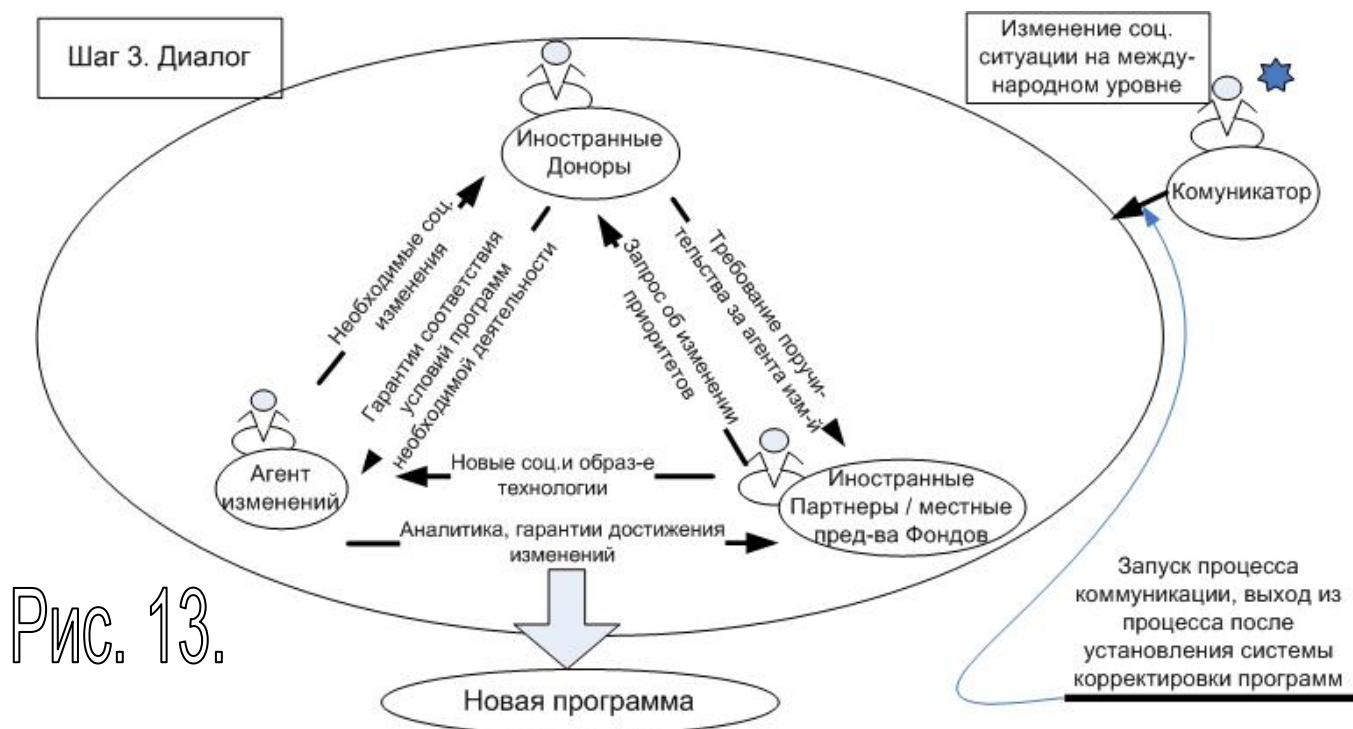 Шаг 3. Диалог
Изменение соц.
ситуации на между-
народном уровне
Иностранные
Доноры
Комуникатор
Необходимые соц.
изменения
Гарантии соответствия
условий программ
необходимой деятельности
Запрос об изменении
приоритетов
Требование поручи-
тельства за агента изм-й
Агент
изменений
Новые соц.и образ-е
технологии
Иностранные
Партнеры / местные
пред-ва Фондов
Аналитика, гарантии достижения
изменений
Рис. 13.
Новая программа
Запуск процесса
коммуникации, выход из
процесса после
установления системы
корректировки программ